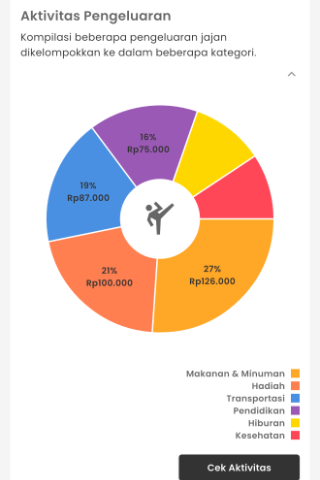 Aktivitas Pengeluaran
Kompilasi beberapa pengeluaran jajan
dikelompokkan ke dalam beberapa kategori.
16%
Rp75.000
19%
Rp87.000
21%
Rp100.000
27%
Rp126.000
Makanan & Minuman
Hadiah
Transportasi
Pendidikan
Hiburan
Kesehatan
Cek Aktivitas